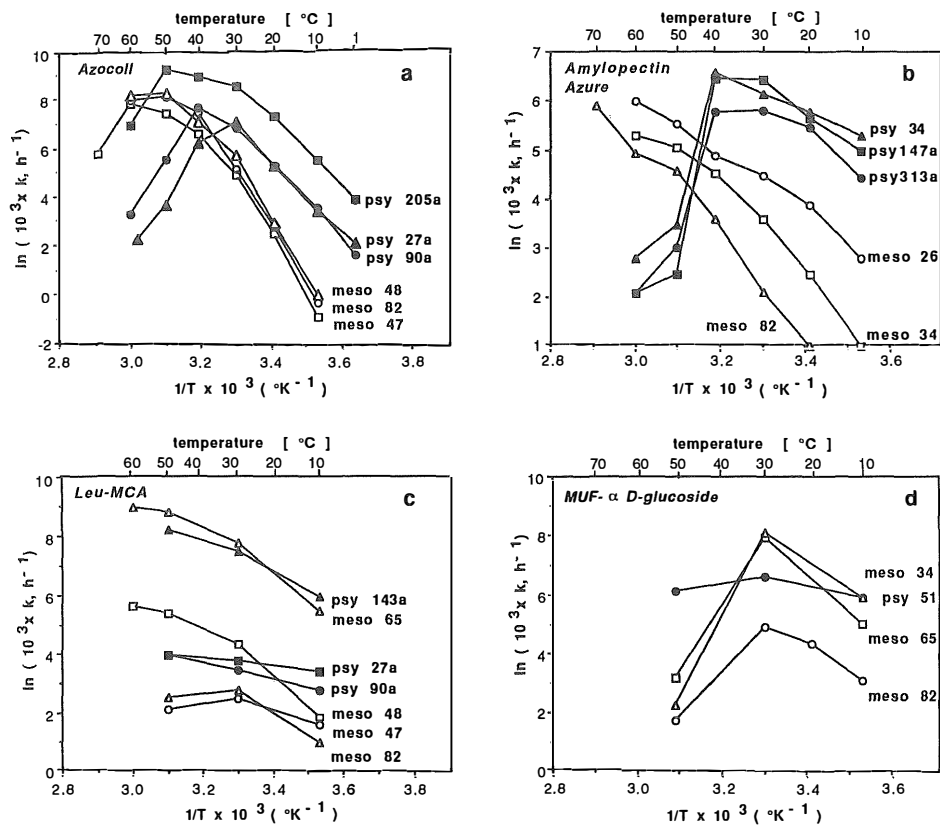 temperature [ °C ]
70 60 50 40 30 20 10 1
10
8
6
4
2
0
-2
ln ( 10 3 x k, h -1 )
Azocoll
a
psy 205a
psy 27a
psy 90a
meso 48
meso 82
meso 47
2.8 3.0 3.2 3.4 3.6 3.8
1/T x 10 3 ( °K -1 )
temperature [ °C ]
70 60 50 40 30 20 10
7
6
5
4
3
2
1
ln ( 10 3 x k, h -1 )
Amylopectin
Azure
b
psy 34
psy147a
psy313a
meso 26
meso 82
meso 34
2.8 3.0 3.2 3.4 3.6
1/T x 10 3 ( °K -1 )
temperature [ °C ]
60 50 40 30 20 10
10
8
6
4
2
0
ln ( 10 3 x k, h -1 )
Leu-MCA
c
psy 143a
meso 65
psy 27a
psy 90a
meso 48
meso 47
meso 82
2.8 3.0 3.2 3.4 3.6 3.8
1/T x 10 3 ( °K -1 )
temperature [ °C ]
70 60 50 40 30 20 10
10
8
6
4
2
0
ln ( 10 3 x k, h -1 )
MUF- α D-glucoside
d
meso 34
psy 51
meso 65
meso 82
2.8 3.0 3.2 3.4 3.6
1/T x 10 3 ( °K -1 )